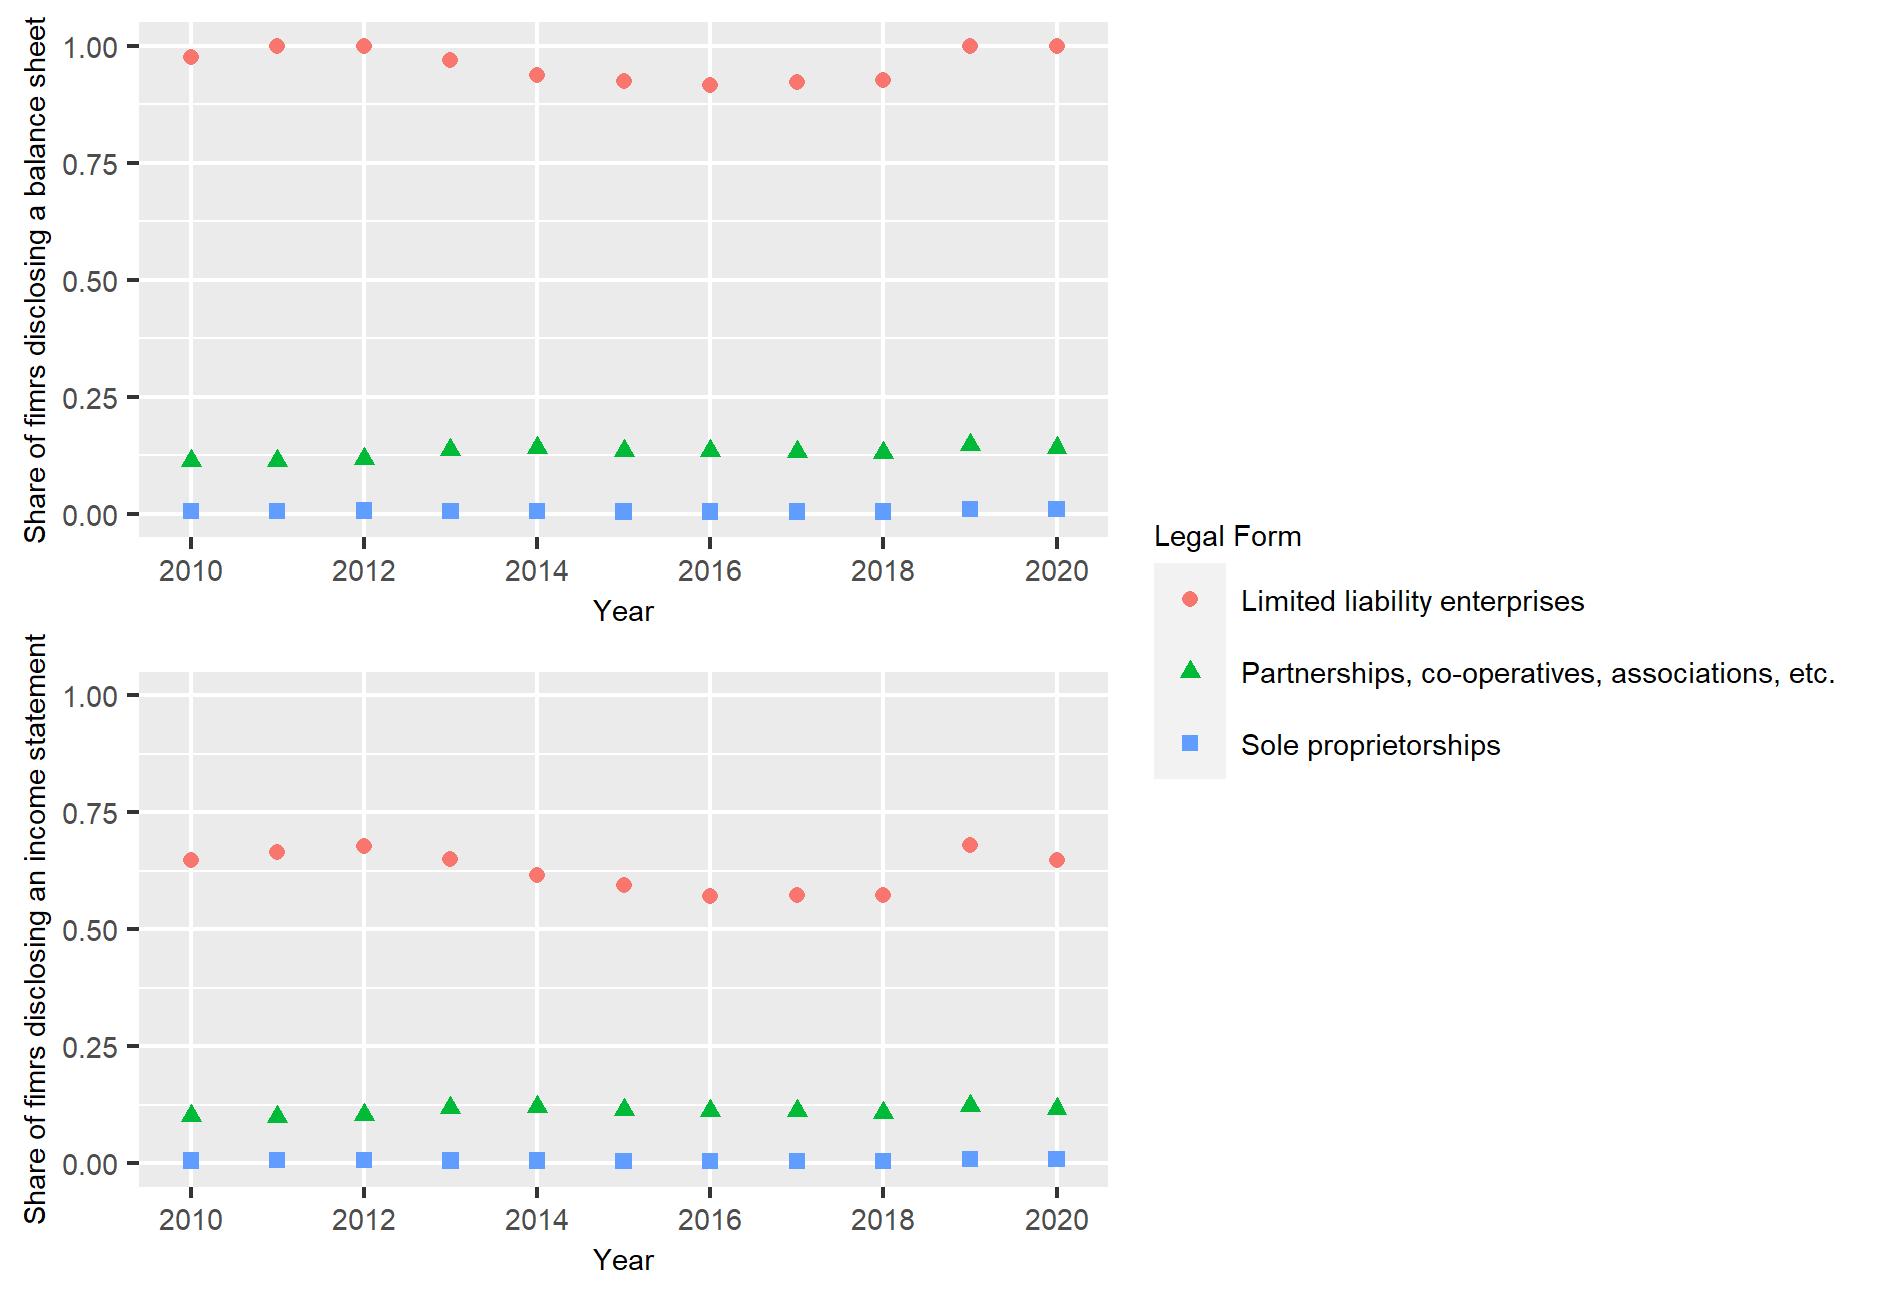 Share of fimrs disclosing a balance sheet
1.00
0.75
0.50
0.25
0.00
2010 2012 2014 2016 2018 2020
Year
Share of fimrs disclosing an income statement
1.00
0.75
0.50
0.25
0.00
2010 2012 2014 2016 2018 2020
Year
Legal Form
Limited liability enterprises
Partnerships, co-operatives, associations, etc.
Sole proprietorships